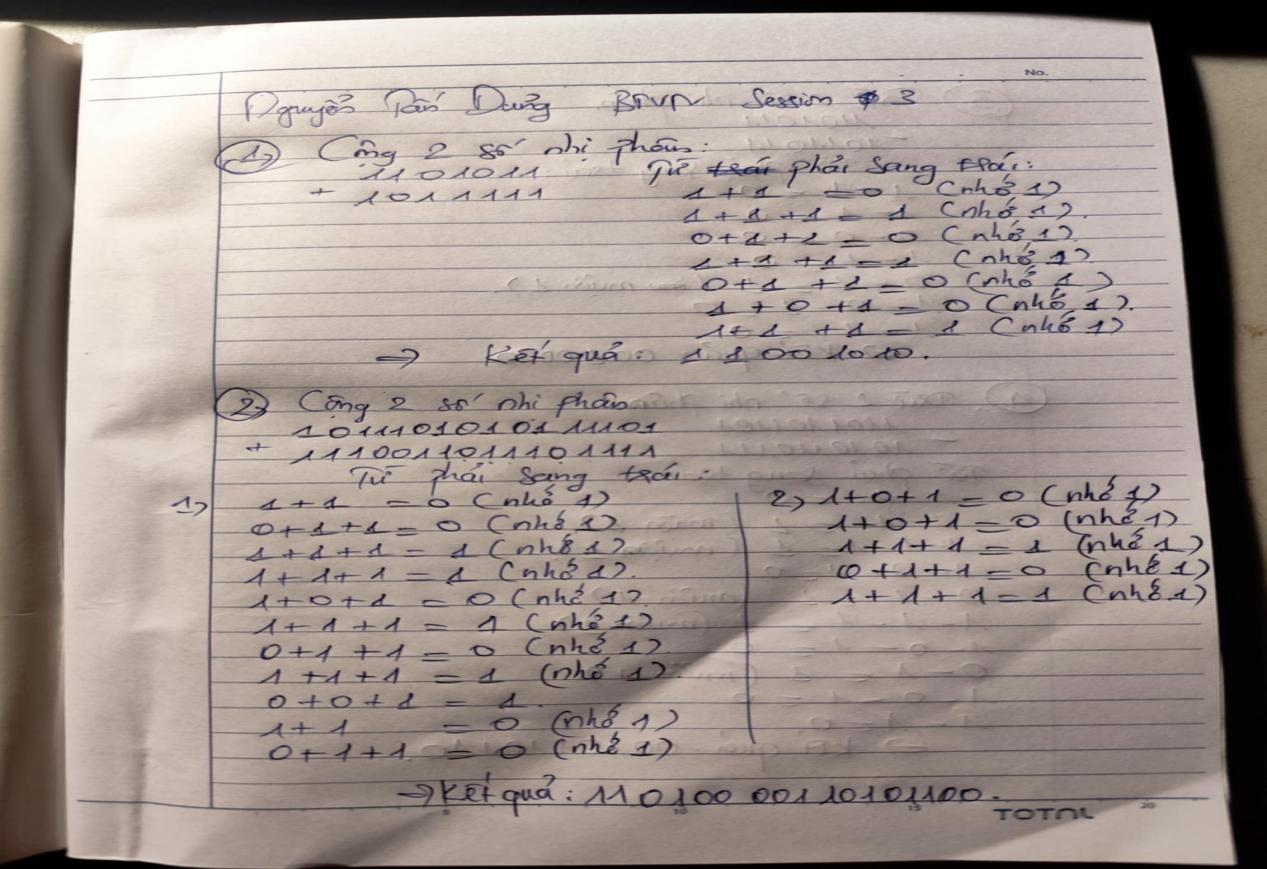 No.
Nguyễn Tấn Dũng BTVN Session 3
1) Cộng 2 số nhị phân:
1101011 Từ trái phải sang trái:
+ 1011111 1+1 = 0 (nhớ 1)
1+1+1 = 1 (nhớ 1).
0+1+1 = 0 (nhớ 1).
1+1+1 = 1 (nhớ 1).
0+1+1 = 0 (nhớ 1)
1+0+1 = 0 (nhớ 1).
1+1+1 = 1 (nhớ 1)
=> Kết quả: 11001010.
2) Cộng 2 số nhị phân
1011101010111101
+ 1110011011101111
Từ phải sang trái:
1) 1+1 = 0 (nhớ 1)
0+1+1 = 0 (nhớ 1).
1+1+1 = 1 (nhớ 1)
1+1+1 = 1 (nhớ 1).
1+0+1 = 0 (nhớ 1).
1+1+1 = 1 (nhớ 1)
0+1+1 = 0 (nhớ 1).
1+1+1 = 1 (nhớ 1)
0+0+1 = 1.
1+1 = 0 (nhớ 1)
0+1+1 = 0 (nhớ 1)
2) 1+0+1 = 0 (nhớ 1)
1+0+1 = 0 (nhớ 1)
1+1+1 = 1 (nhớ 1)
0+1+1 = 0 (nhớ 1)
1+1+1 = 1 (nhớ 1)
→ Kết quả: 11010000110101100.
5 10 15 TOTAL 20